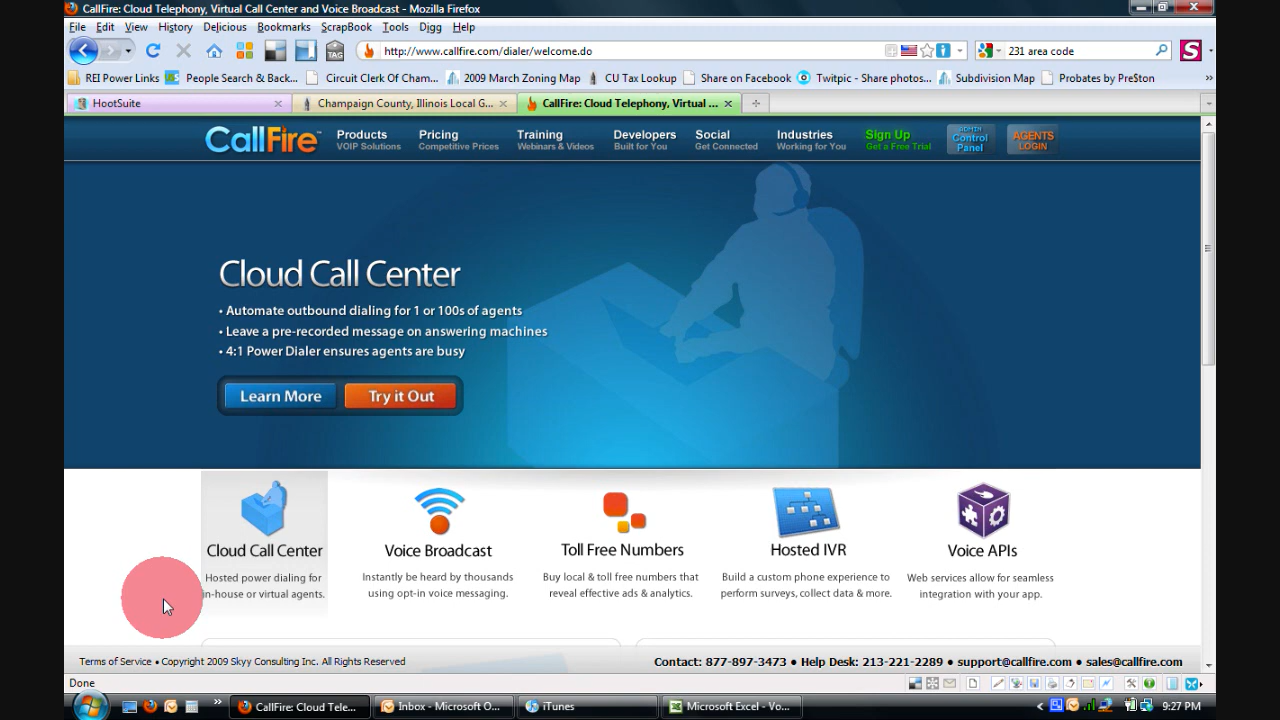 CallFire: Cloud Telephony, Virtual Call Center and Voice Broadcast - Mozilla Firefox
File Edit View History Delicious Bookmarks ScrapBook Tools Digg Help
TAG http://www.callfire.com/dialer/welcome.do 231 area code S
REI Power Links People Search & Back... Circuit Clerk Of Cham... 2009 March Zoning Map CU Tax Lookup Share on Facebook Twitpic - Share photos... Subdivision Map Probates by Pre$ton »
HootSuite Champaign County, Illinois Local G... CallFire: Cloud Telephony, Virtual ...
CallFire™ Products Pricing Training Developers Social Industries Sign Up ADMIN Control Panel AGENTS LOGIN
VOIP Solutions Competitive Prices Webinars & Videos Built for You Get Connected Working for You Get a Free Trial
Cloud Call Center
• Automate outbound dialing for 1 or 100s of agents
• Leave a pre-recorded message on answering machines
• 4:1 Power Dialer ensures agents are busy
Learn More Try it Out
Cloud Call Center Voice Broadcast Toll Free Numbers Hosted IVR Voice APIs
Hosted power dialing for Instantly be heard by thousands Buy local & toll free numbers that Build a custom phone experience to Web services allow for seamless
in-house or virtual agents. using opt-in voice messaging. reveal effective ads & analytics. perform surveys, collect data & more. integration with your app.
Terms of Service • Copyright 2009 Skyy Consulting Inc. All Rights Reserved Contact: 877-897-3473 ● Help Desk: 213-221-2289 ● support@callfire.com ● sales@callfire.com
Done
» CallFire: Cloud Tele... Inbox - Microsoft O... iTunes Microsoft Excel - Vo... 9:27 PM